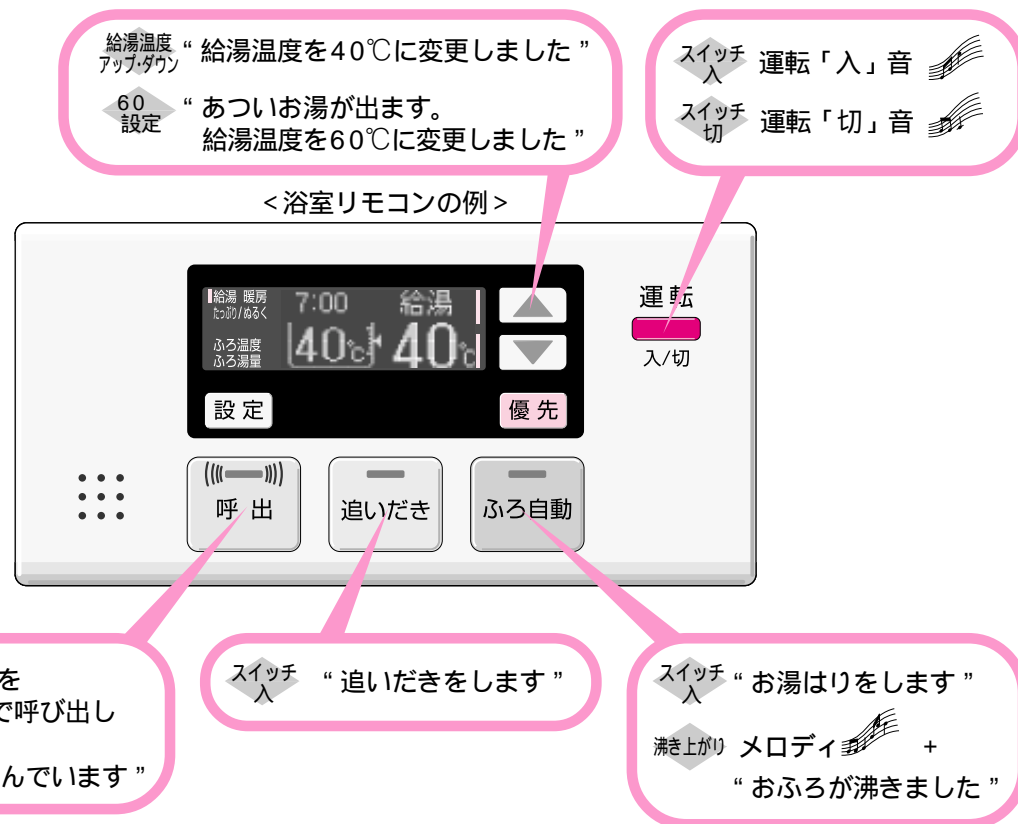 給湯温度
アップ・ダウン
“ 給湯温度を40℃に変更しました ”
60
設定
“ あついお湯が出ます。
給湯温度を60℃に変更しました ”
スイッチ
入
運転「入」音
スイッチ
切
運転「切」音
<浴室リモコンの例>
給湯 暖房
たっぷり/ぬるく
7:00
給湯
ふろ温度
ふろ湯量
40℃
40℃
運転
入/切
設定
優先
呼出
追いだき
ふろ自動
を
で呼び出し
んでいます ”
スイッチ
入
“ 追いだきをします ”
スイッチ
入
“ お湯はりをします ”
沸き上がり
メロディ +
“ おふろが沸きました ”